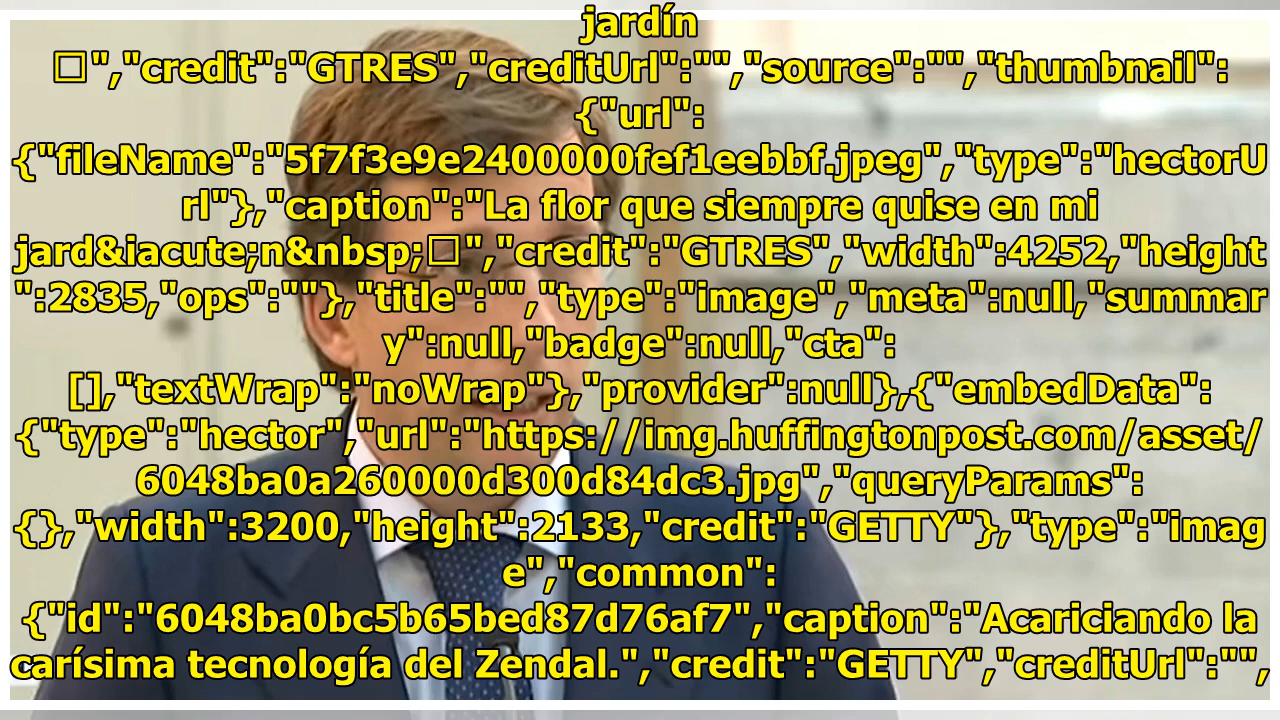 jardín
□","credit":"GTRES","creditUrl":"","source":"","thumbnail":
{"url":
{"fileName":"5f7f3e9e2400000fef1eebbf.jpeg","type":"hectorU
rl"},"caption":"La flor que siempre quise en mi
jard&iacute;n&nbsp;□","credit":"GTRES","width":4252,"height
":2835,"ops":""},"title":"","type":"image","meta":null,"summar
y":null,"badge":null,"cta":
[],"textWrap":"noWrap"},"provider":null},{"embedData":
{"type":"hector","url":"https://img.huffingtonpost.com/asset/
6048ba0a260000d300d84dc3.jpg","queryParams":
{},"width":3200,"height":2133,"credit":"GETTY"},"type":"imag
e","common":
{"id":"6048ba0bc5b65bed87d76af7","caption":"Acariciando la
carísima tecnología del Zendal.","credit":"GETTY","creditUrl":"",